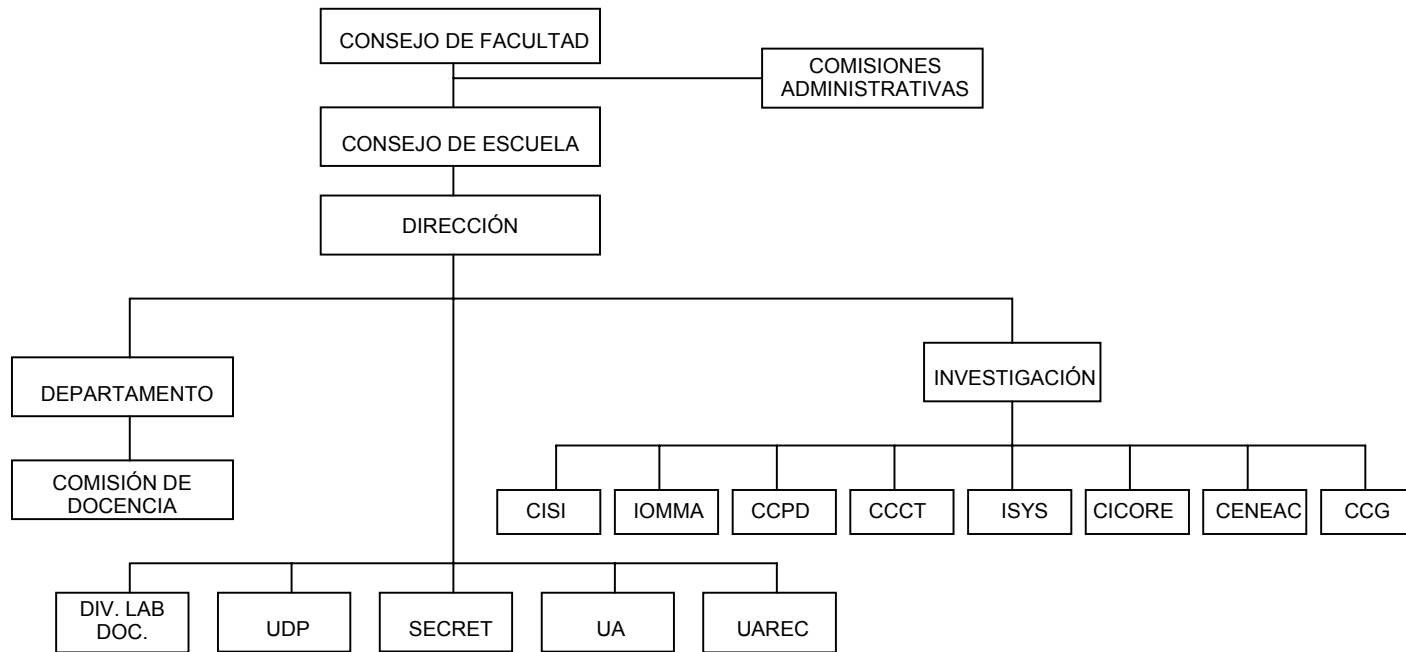 CONSEJO DE FACULTAD
COMISIONES
ADMINISTRATIVAS
CONSEJO DE ESCUELA
DIRECCIÓN
DEPARTAMENTO
INVESTIGACIÓN
COMISIÓN DE
DOCENCIA
CISI
IOMMA
CCPD
CCCT
ISYS
CICORE
CENEAC
CCG
DIV. LAB
DOC.
UDP
SECRET
UA
UAREC